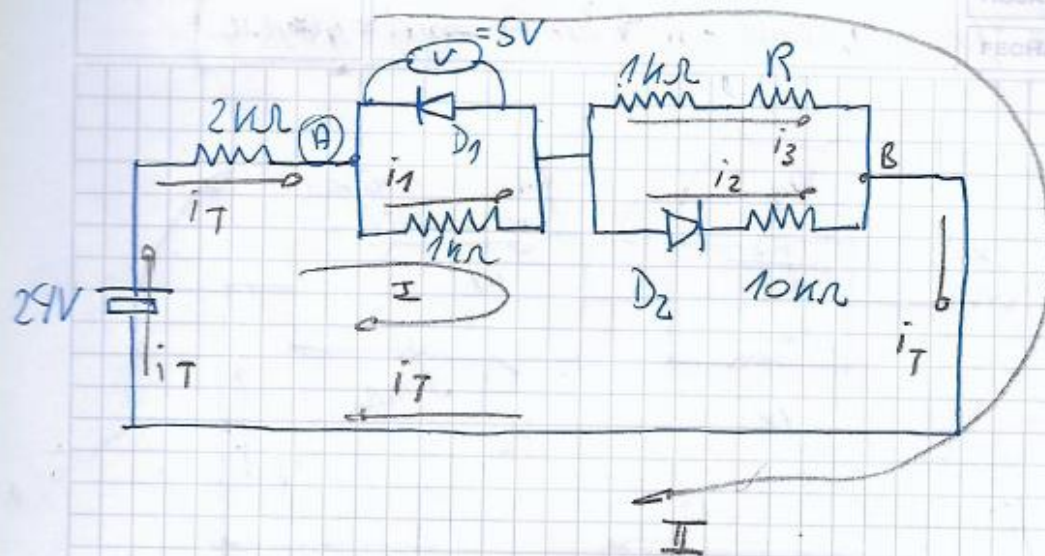 =5V
V
1KΩ R
2KΩ A
D1
i3 B
i1 i2
iT
1KΩ
I
D2 10KΩ
24V
iT iT iT
II